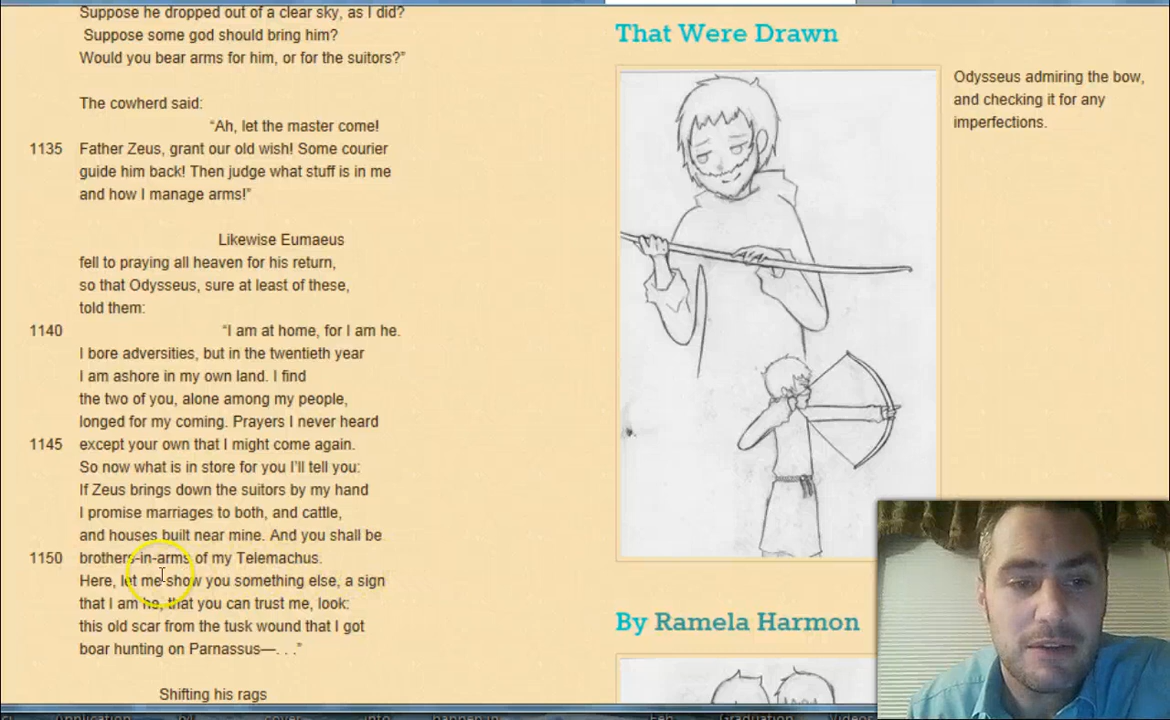 Suppose he dropped out of a clear sky, as I did?
Suppose some god should bring him?
Would you bear arms for him, or for the suitors?”
The cowherd said:
“Ah, let the master come!
1135 Father Zeus, grant our old wish! Some courier
guide him back! Then judge what stuff is in me
and how I manage arms!”
Likewise Eumaeus
fell to praying all heaven for his return,
so that Odysseus, sure at least of these,
told them:
1140 “I am at home, for I am he.
I bore adversities, but in the twentieth year
I am ashore in my own land. I find
the two of you, alone among my people,
longed for my coming. Prayers I never heard
1145 except your own that I might come again.
So now what is in store for you I’ll tell you:
If Zeus brings down the suitors by my hand
I promise marriages to both, and cattle,
and houses built near mine. And you shall be
1150 brothers-in-arms of my Telemachus.
Here, let me show you something else, a sign
that I am he, that you can trust me, look:
this old scar from the tusk wound that I got
boar hunting on Parnassus—. . .”
Shifting his rags
That Were Drawn
Odysseus admiring the bow,
and checking it for any
imperfections.
By Ramela Harmon
Application cover into happen in Feb Graduation Videos